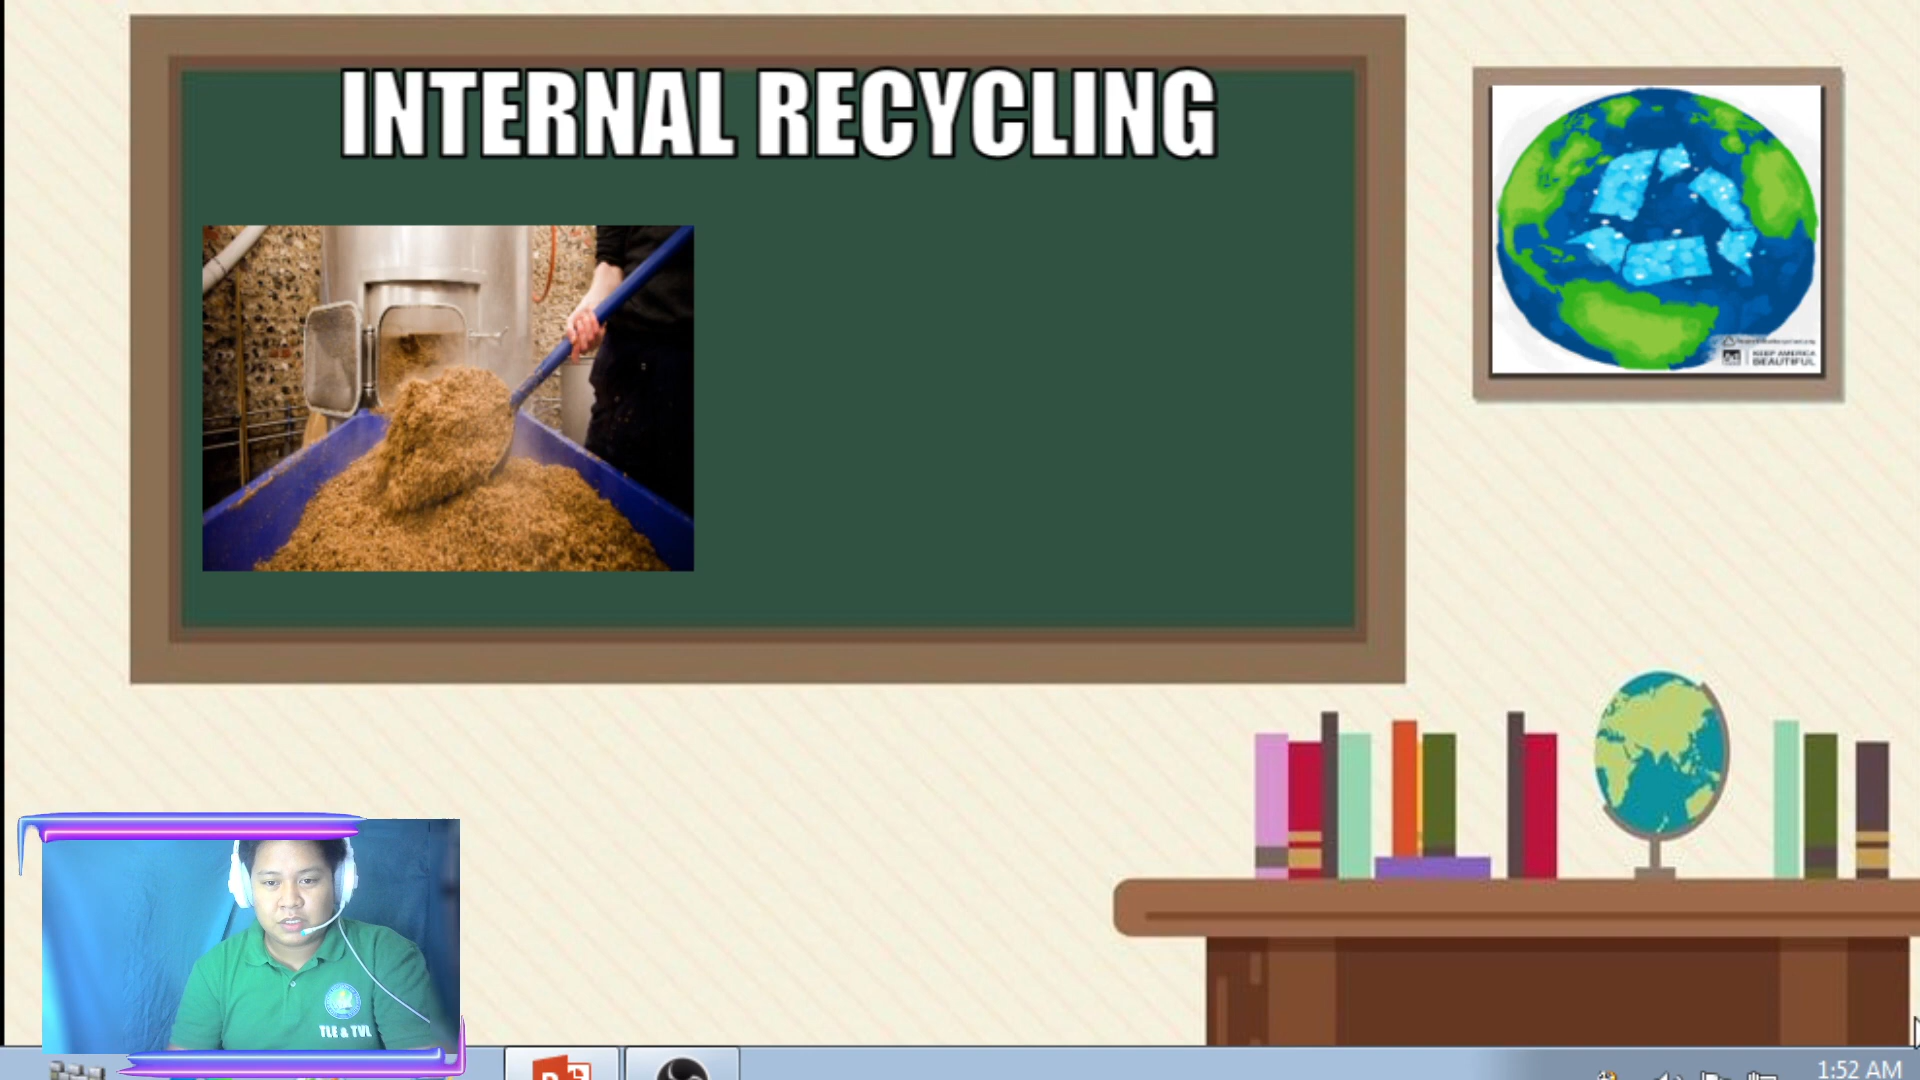 INTERNAL RECYCLING
KEEP AMERICA
BEAUTIFUL
TLE & TVL
1:52 AM